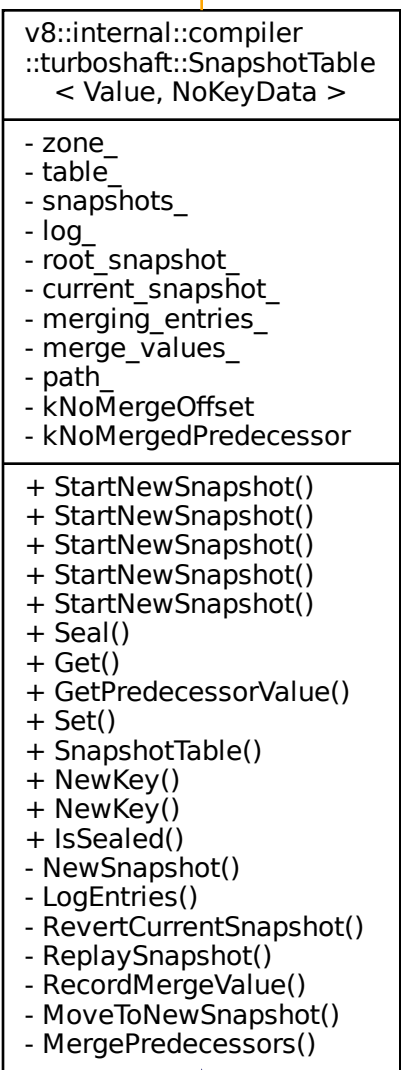 v8::internal::compiler
::turboshaft::SnapshotTable
< Value, NoKeyData >
- zone_
- table_
- snapshots_
- log_
- root_snapshot_
- current_snapshot_
- merging_entries_
- merge_values_
- path_
- kNoMergeOffset
- kNoMergedPredecessor
+ StartNewSnapshot()
+ StartNewSnapshot()
+ StartNewSnapshot()
+ StartNewSnapshot()
+ StartNewSnapshot()
+ Seal()
+ Get()
+ GetPredecessorValue()
+ Set()
+ SnapshotTable()
+ NewKey()
+ NewKey()
+ IsSealed()
- NewSnapshot()
- LogEntries()
- RevertCurrentSnapshot()
- ReplaySnapshot()
- RecordMergeValue()
- MoveToNewSnapshot()
- MergePredecessors()